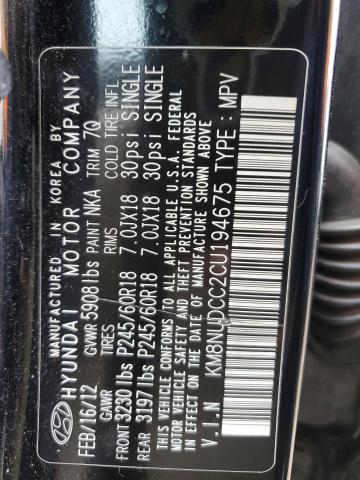 MANUFACTURED IN KOREA BY
HYUNDAI MOTOR COMPANY
FEB/16/12 GVWR 5908 lbs PAINT NKA TRIM 7Q
GAWR TIRES RIMS COLD TIRE INFL
FRONT 3230 lbs P245/60R18 7.0JX18 30psi SINGLE
REAR 3197 lbs P245/60R18 7.0JX18 30psi SINGLE
THIS VEHICLE CONFORMS TO ALL APPLICABLE U.S.A. FEDERAL
MOTOR VEHICLE SAFETY AND THEFT PREVENTION STANDARDS
IN EFFECT ON THE DATE OF MANUFACTURE SHOWN ABOVE
V.I.N KM8NUDCC2CU194675 TYPE: MPV